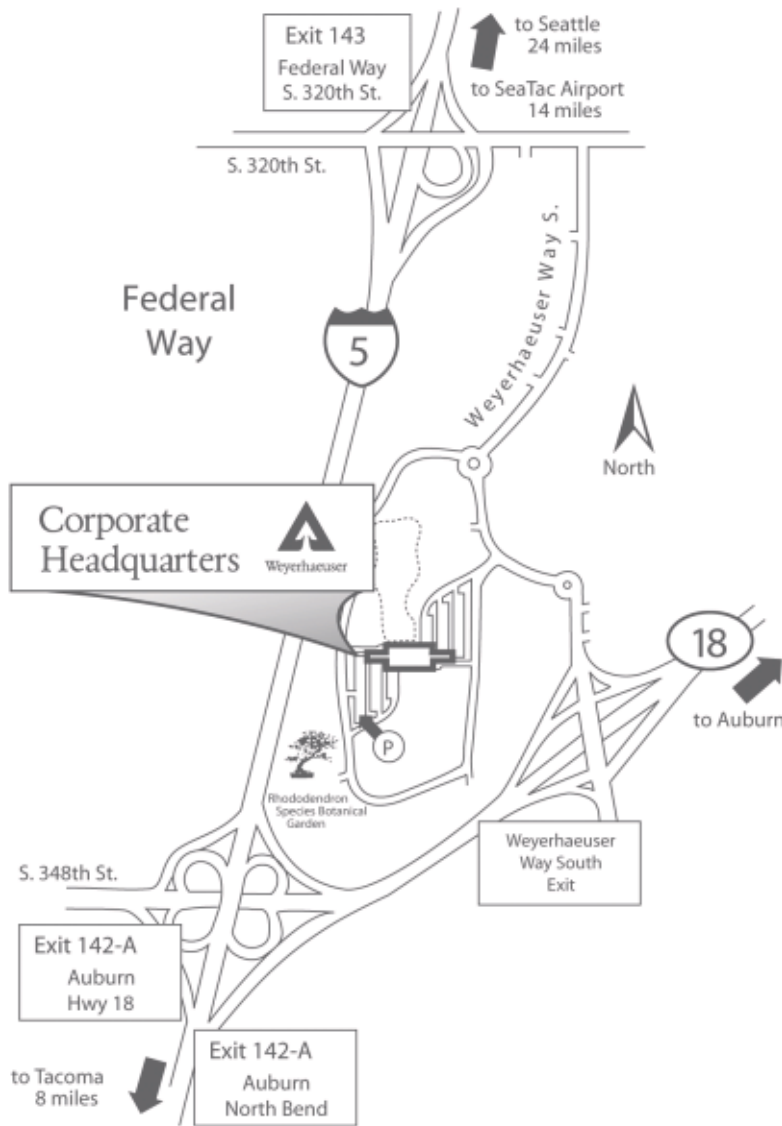 Exit 143
Federal Way
S. 320th St.
to Seattle
24 miles
to SeaTac Airport
14 miles
S. 320th St.
Weyerhaeuser Way S.
Federal
Way
5
North
Corporate
Headquarters
Weyerhaeuser
18
to Auburn
P
Rhododendron
Species Botanical
Garden
Weyerhaeuser
Way South
Exit
S. 348th St.
Exit 142-A
Auburn
Hwy 18
Exit 142-A
Auburn
North Bend
to Tacoma
8 miles